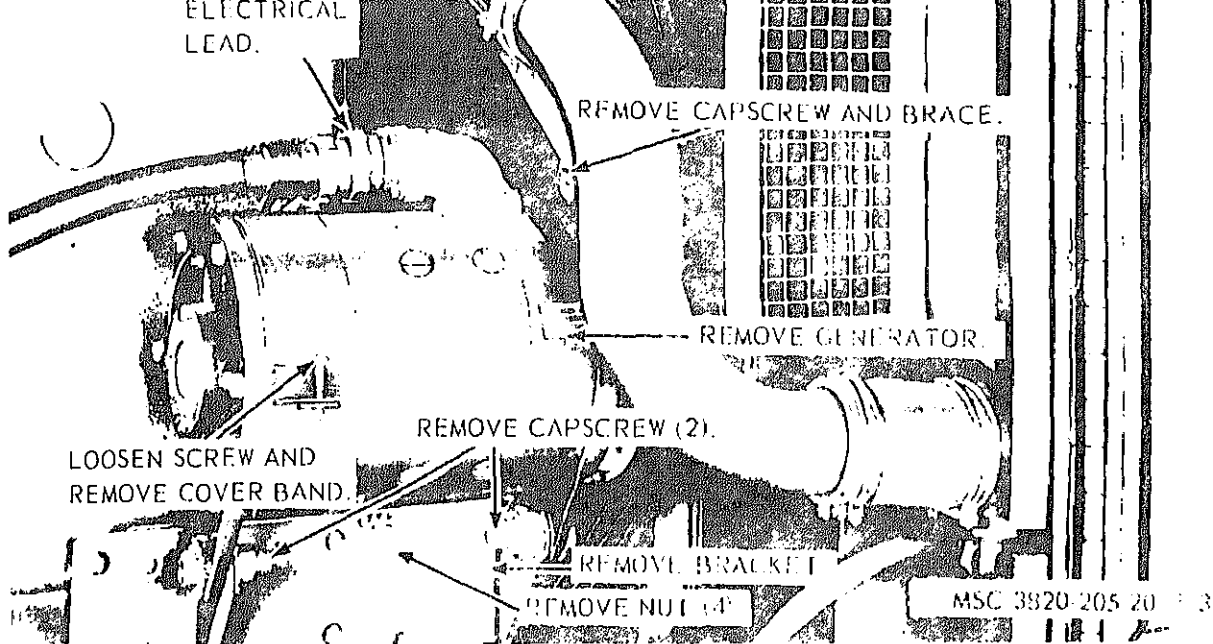 ELECTRICAL
LEAD.
REMOVE CAPSCREW AND BRACE.
REMOVE GENERATOR.
REMOVE CAPSCREW (2).
LOOSEN SCREW AND
REMOVE COVER BAND.
REMOVE BRACKET
REMOVE NUT (4)
MSC 3820-205-20 3